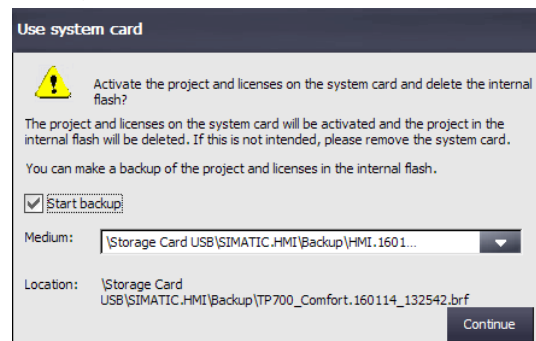 Use system card
Activate the project and licenses on the system card and delete the internal
flash?
The project and licenses on the system card will be activated and the project in the
internal flash will be deleted. If this is not intended, please remove the system card.
You can make a backup of the project and licenses in the internal flash.
Start backup
Medium: \Storage Card USB\SIMATIC.HMI\Backup\HMI.1601...
Location: \Storage Card
USB\SIMATIC.HMI\Backup\TP700_Comfort.160114_132542.brf
Continue